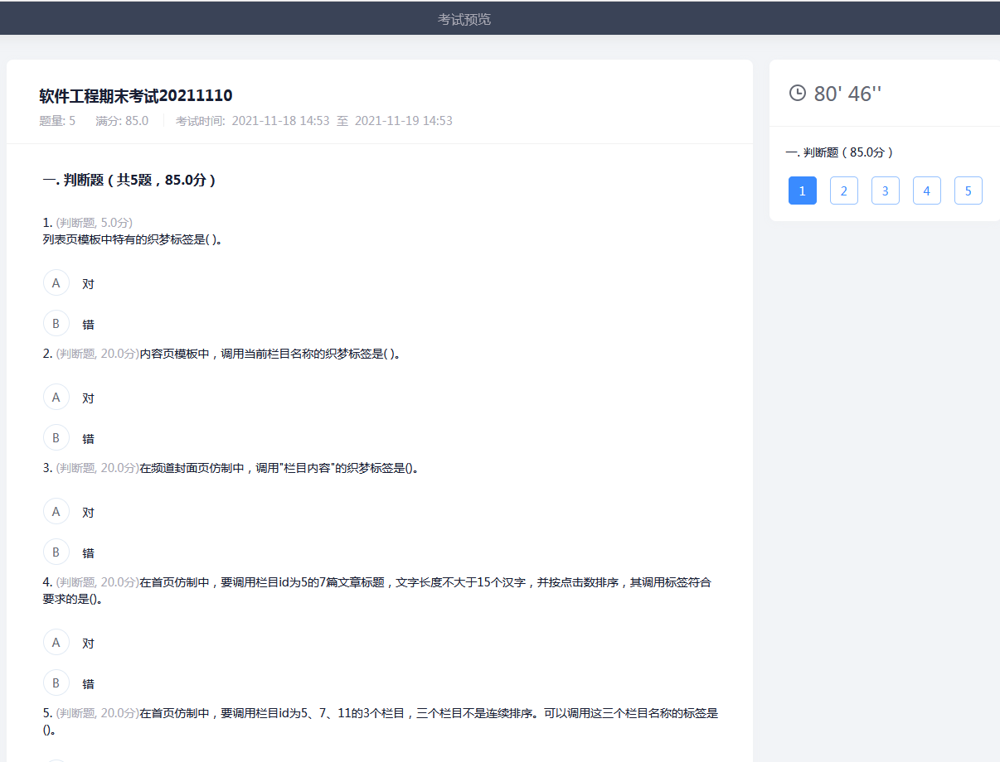 考试预览
软件工程期末考试20211110
题量: 5 满分: 85.0 考试时间: 2021-11-18 14:53 至 2021-11-19 14:53
一. 判断题（共5题，85.0分）
1. (判断题, 5.0分)
列表页模板中特有的织梦标签是( )。
A 对
B 错
2. (判断题, 20.0分)内容页模板中，调用当前栏目名称的织梦标签是( )。
A 对
B 错
3. (判断题, 20.0分)在频道封面页仿制中，调用"栏目内容"的织梦标签是()。
A 对
B 错
4. (判断题, 20.0分)在首页仿制中，要调用栏目id为5的7篇文章标题，文字长度不大于15个汉字，并按点击数排序，其调用标签符合
要求的是()。
A 对
B 错
5. (判断题, 20.0分)在首页仿制中，要调用栏目id为5、7、11的3个栏目，三个栏目不是连续排序。可以调用这三个栏目名称的标签是
()。
80' 46''
一. 判断题（85.0分）
1 2 3 4 5